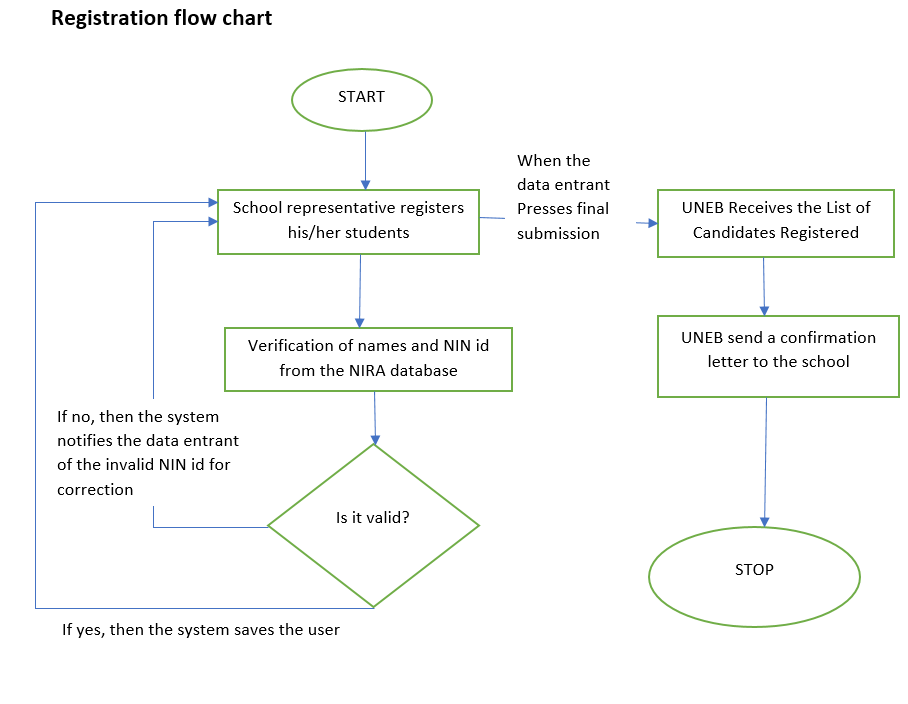 Registration flow chart
START
School representative registers
his/her students
When the
data entrant
Presses final
submission
UNEB Receives the List of
Candidates Registered
Verification of names and NIN id
from the NIRA database
UNEB send a confirmation
letter to the school
If no, then the system
notifies the data entrant
of the invalid NIN id for
correction
Is it valid?
STOP
If yes, then the system saves the user